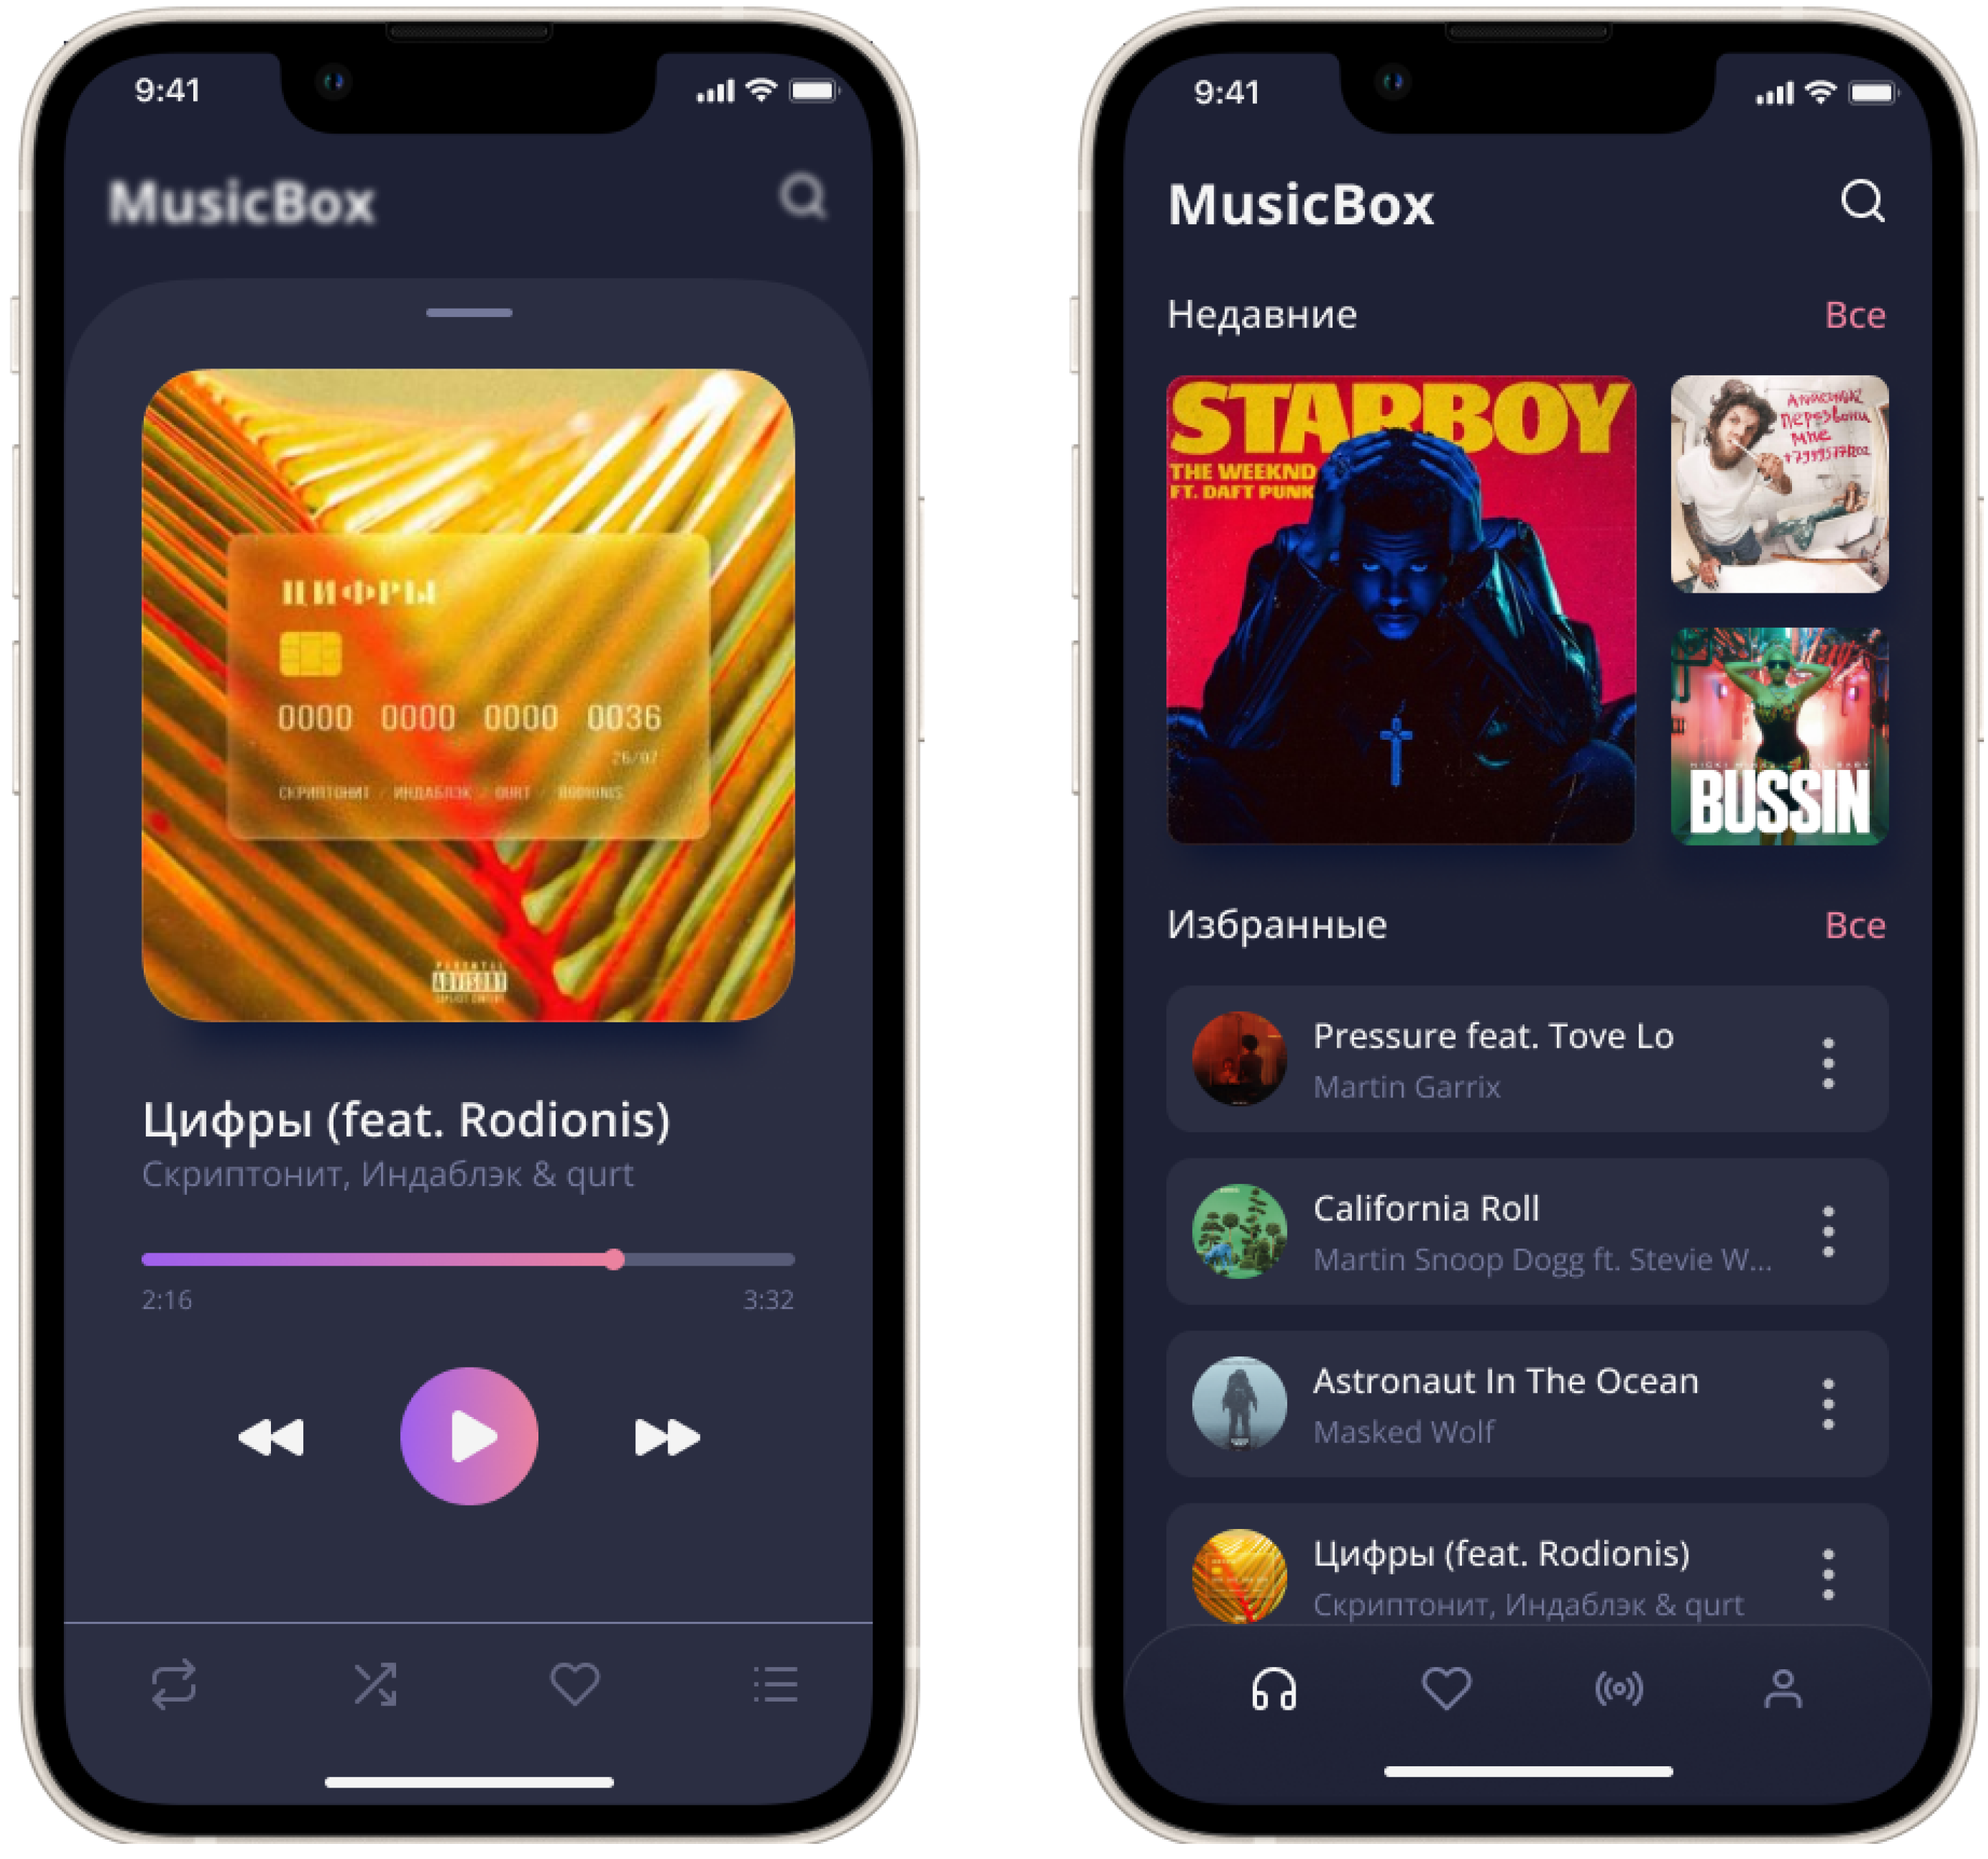 9:41
MusicBox
ЦИФРЫ
0000 0000 0000 0036
26/07
СКРИПТОНИТ / ИНДАБЛЭК / QURT / RODIONIS
PARENTAL
ADVISORY
EXPLICIT CONTENT
Цифры (feat. Rodionis)
Скриптонит, Индаблэк & qurt
2:16 3:32
9:41
MusicBox
Недавние Все
STARBOY
THE WEEKND
FT. DAFT PUNK
перезвони
мне
BUSSIN
Избранные Все
Pressure feat. Tove Lo
Martin Garrix
California Roll
Martin Snoop Dogg ft. Stevie W...
Astronaut In The Ocean
Masked Wolf
Цифры (feat. Rodionis)
Скриптонит, Индаблэк & qurt